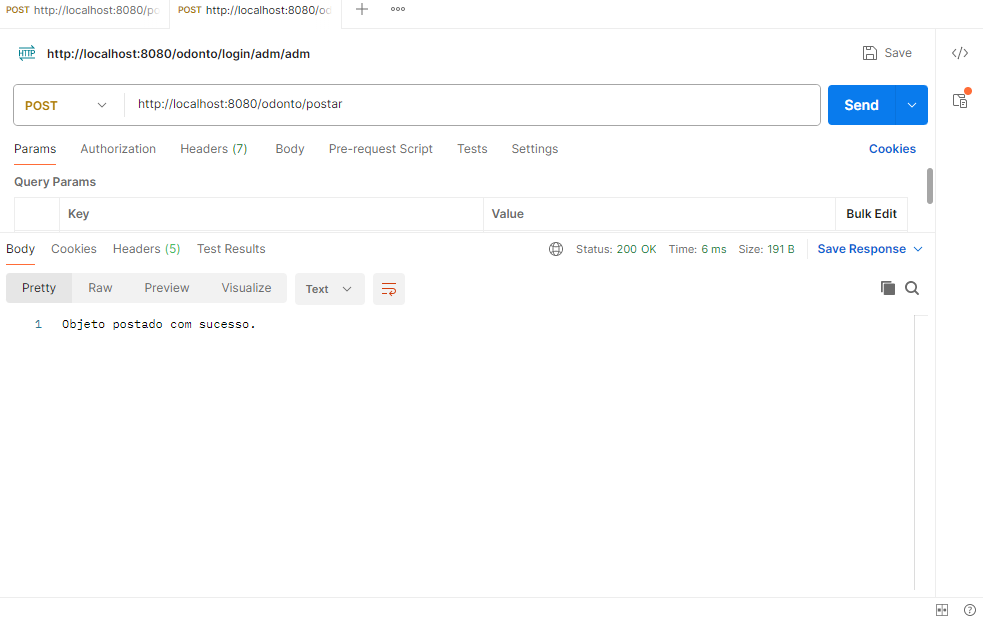 POST http://localhost:8080/po POST http://localhost:8080/od
HTTP http://localhost:8080/odonto/login/adm/adm Save </>
POST http://localhost:8080/odonto/postar Send
Params Authorization Headers (7) Body Pre-request Script Tests Settings Cookies
Query Params
Key Value Bulk Edit
Body Cookies Headers (5) Test Results Status: 200 OK Time: 6 ms Size: 191 B Save Response
Pretty Raw Preview Visualize Text
1 Objeto postado com sucesso.